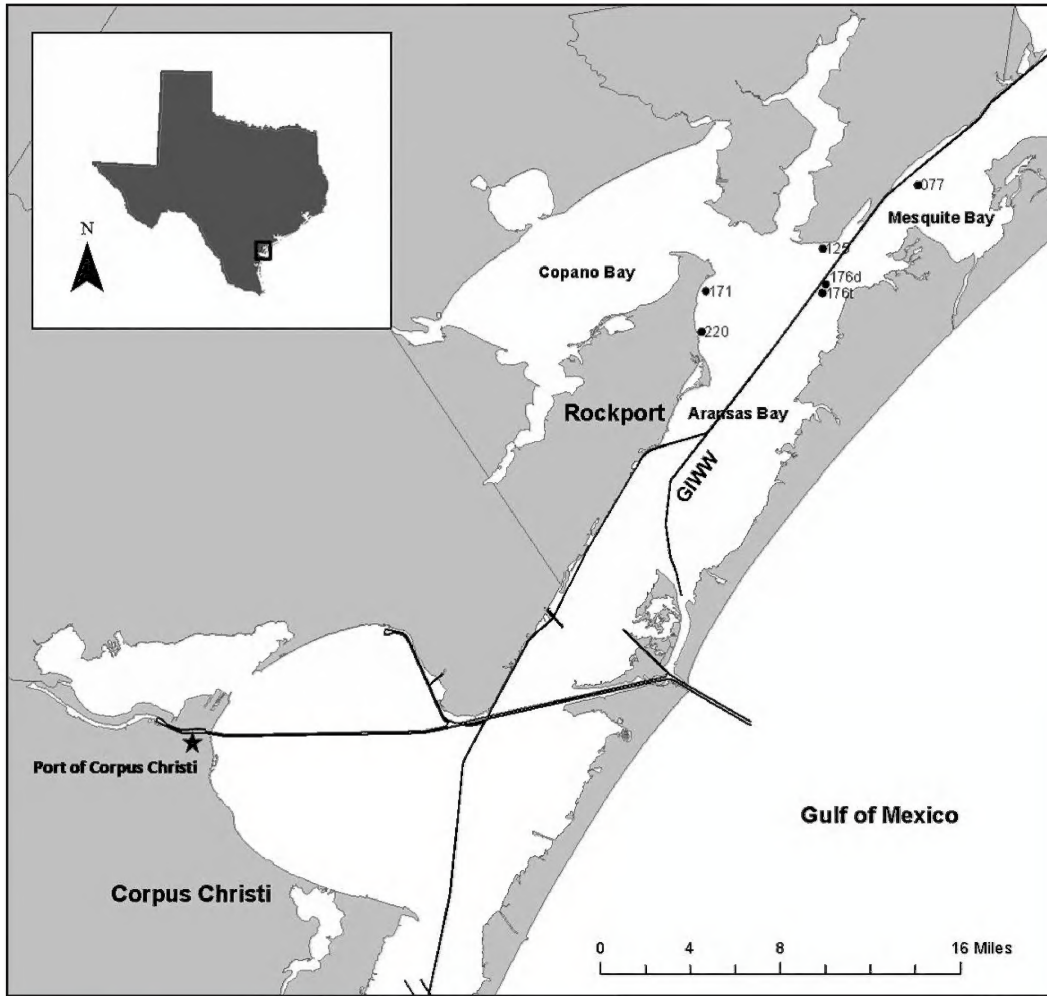 N
077
Mesquite Bay
125
Copano Bay
176d
171
176t
220
Rockport
Aransas Bay
GIWW
Port of Corpus Christi
Gulf of Mexico
Corpus Christi
0 4 8 16 Miles